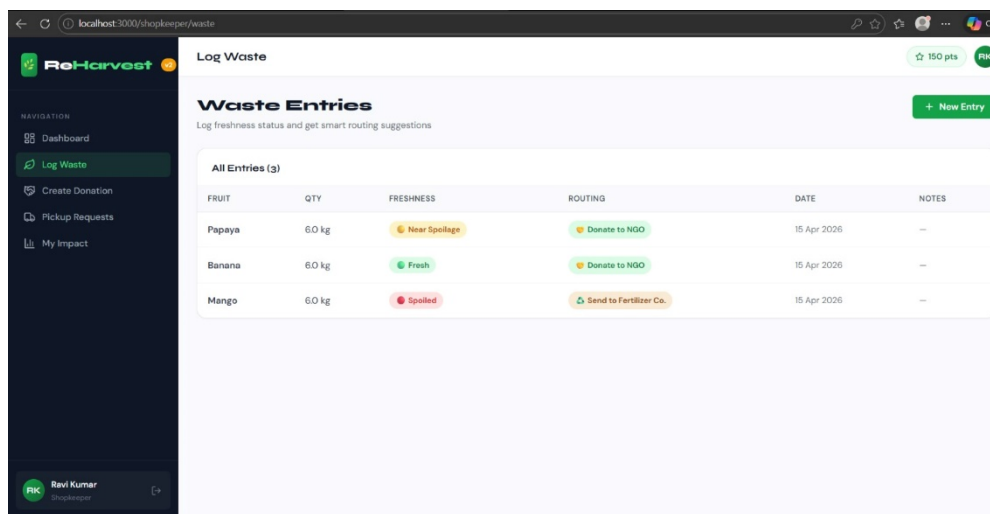 localhost:3000/shopkeeper/waste
ReHarvest v2
Log Waste
150 pts
RK
NAVIGATION
Dashboard
Log Waste
Create Donation
Pickup Requests
My Impact
Waste Entries
Log freshness status and get smart routing suggestions
+ New Entry
All Entries (3)
FRUIT QTY FRESHNESS ROUTING DATE NOTES
Papaya 6.0 kg Near Spoilage Donate to NGO 15 Apr 2026 —
Banana 6.0 kg Fresh Donate to NGO 15 Apr 2026 —
Mango 6.0 kg Spoiled Send to Fertilizer Co. 15 Apr 2026 —
RK
Ravi Kumar
Shopkeeper